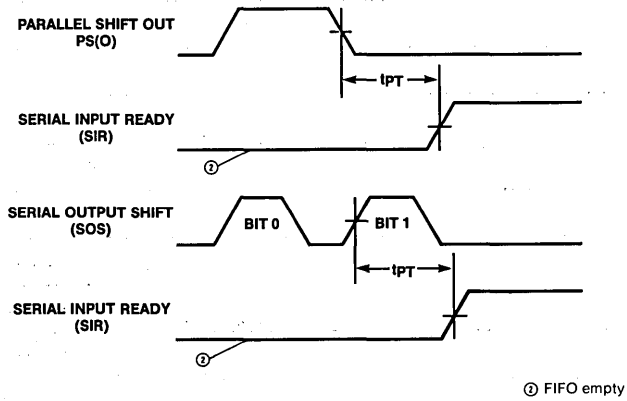 PARALLEL SHIFT OUT
PS(O)
tPT
SERIAL INPUT READY
(SIR)
②
SERIAL OUTPUT SHIFT
(SOS)
BIT 0
BIT 1
tPT
SERIAL INPUT READY
(SIR)
②
② FIFO empty